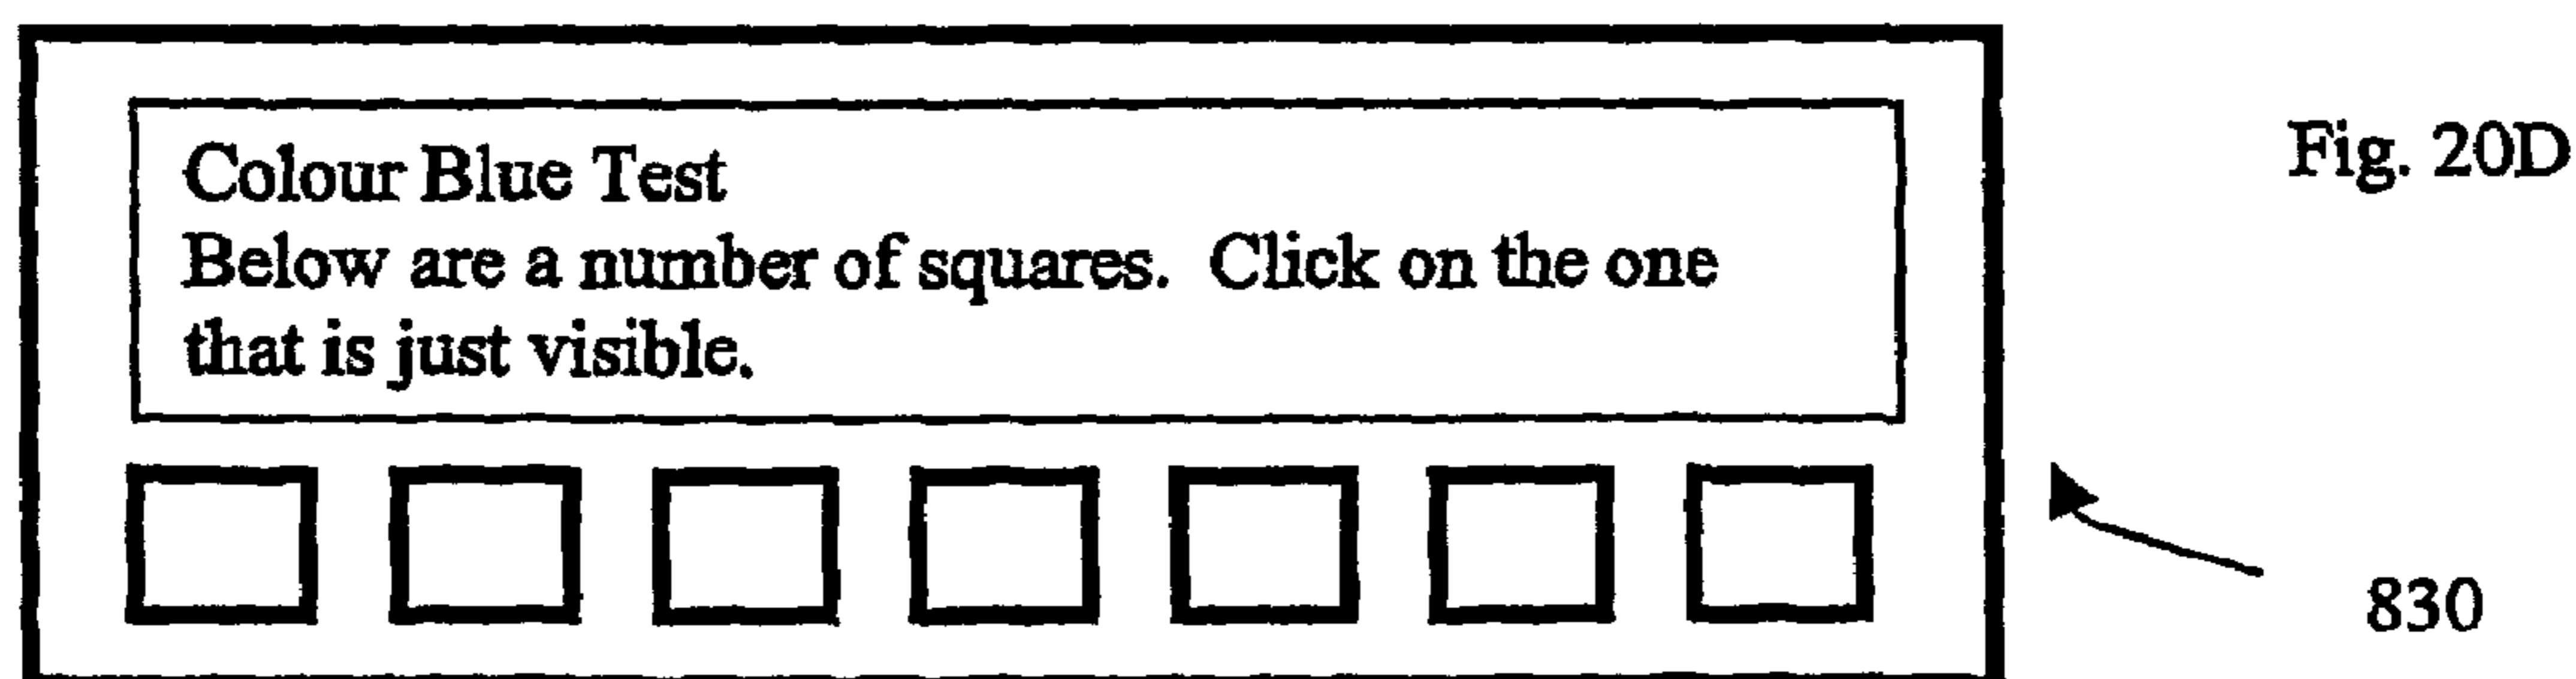 Fig. 20D
Colour Blue Test
Below are a number of squares. Click on the one
that is just visible.
830